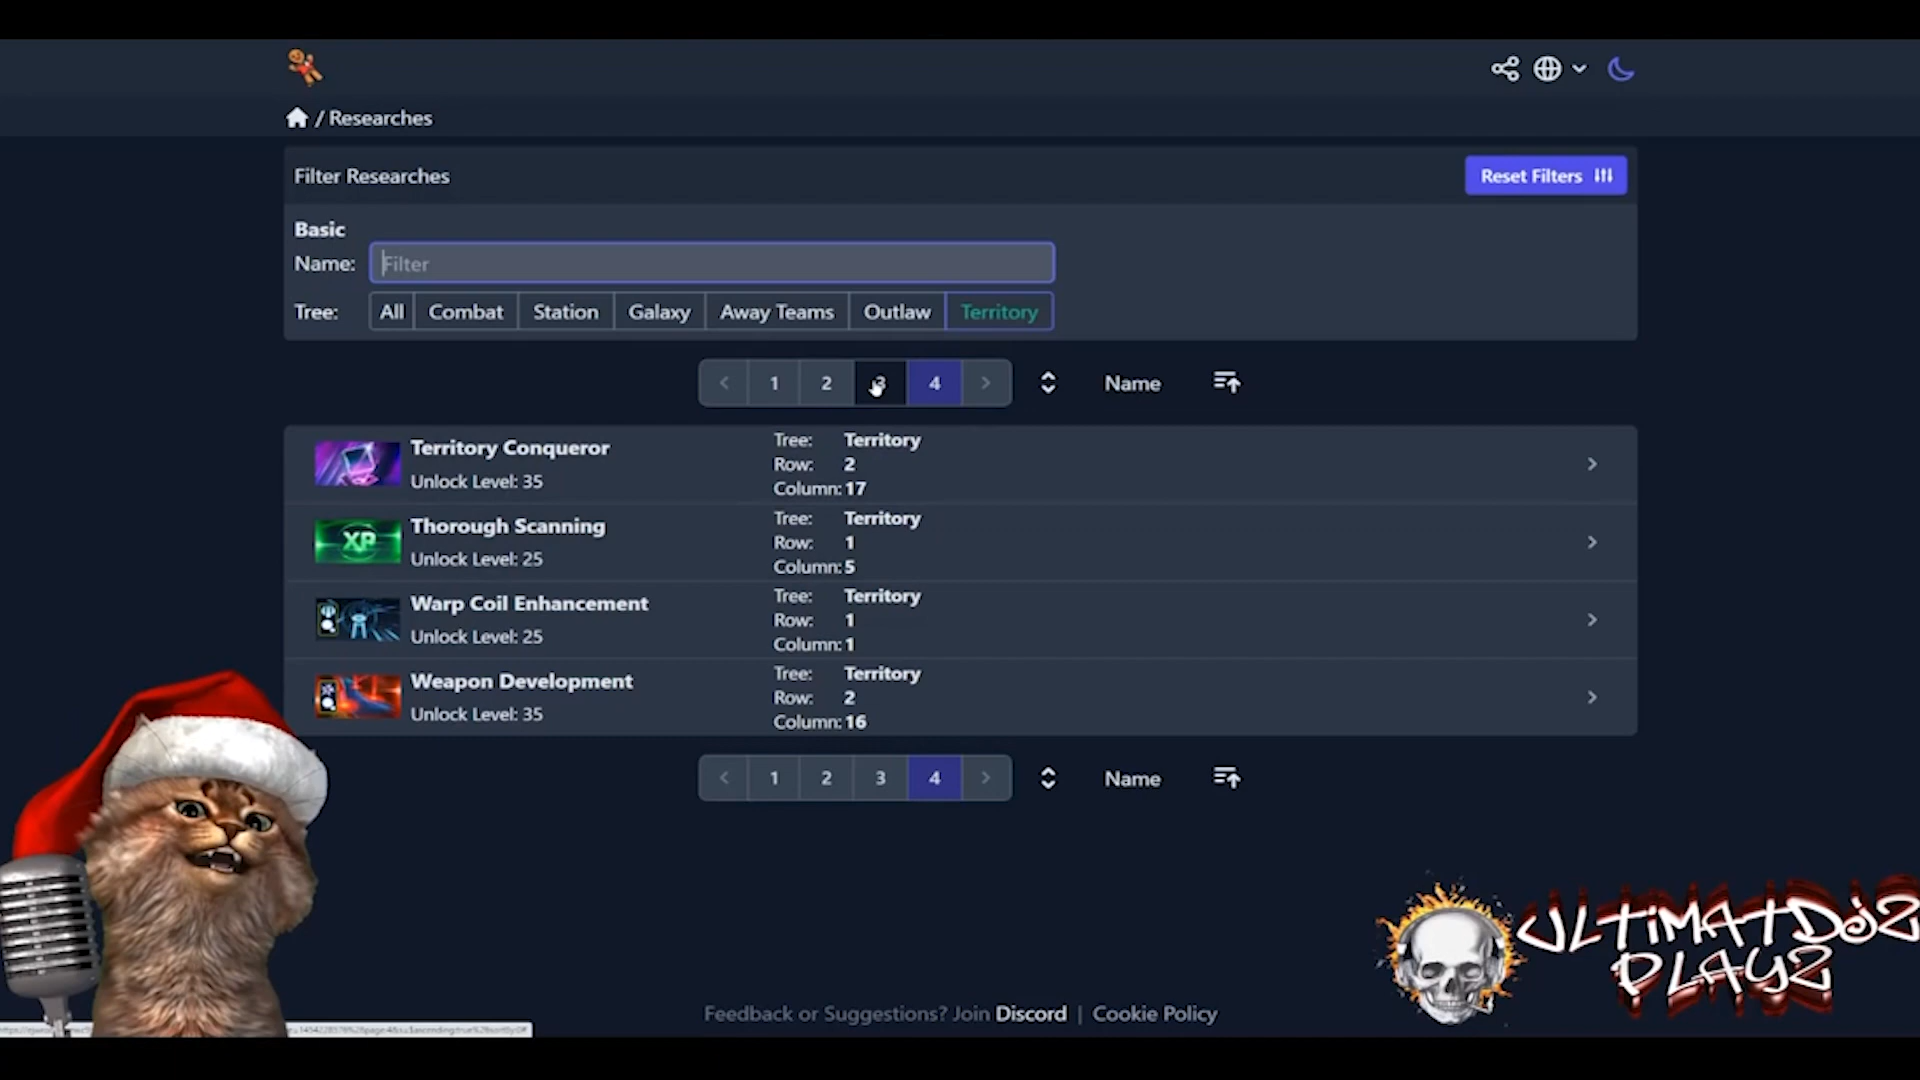 / Researches
Filter Researches
Reset Filters
Basic
Name: Filter
Tree: All Combat Station Galaxy Away Teams Outlaw Territory
< 1 2 3 4 > Name
Territory Conqueror
Unlock Level: 35
Tree: Territory
Row: 2
Column: 17
XP
Thorough Scanning
Unlock Level: 25
Tree: Territory
Row: 1
Column: 5
Warp Coil Enhancement
Unlock Level: 25
Tree: Territory
Row: 1
Column: 1
Weapon Development
Unlock Level: 35
Tree: Territory
Row: 2
Column: 16
< 1 2 3 4 > Name
ULTiMATDJZ
PLAYZ
Feedback or Suggestions? Join Discord | Cookie Policy